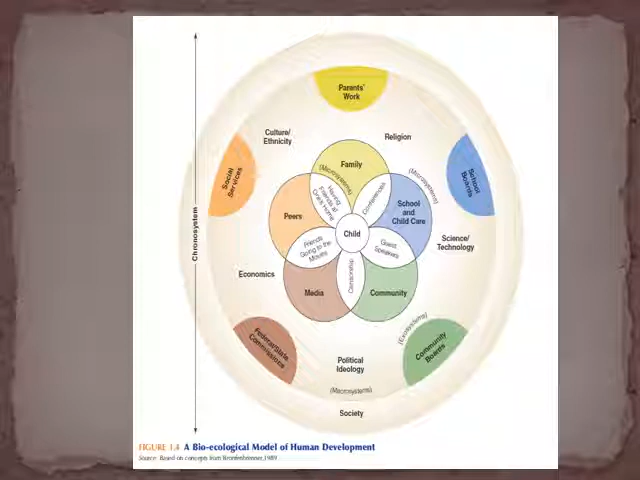 Parents'
Work
Culture/
Ethnicity
Religion
Social
Services
Family
(Microsystems)
(Microsystems)
School
Boards
Having
Friends at
One's Home
Conferences
Peers
School
and
Child Care
Child
Chronosystem
Friends
Going to the
Movies
Guest
Speakers
Science/
Technology
Economics
Censorship
Media
Community
Federal/State
Commissions
(Exosystems)
Community
Boards
Political
Ideology
(Macrosystems)
Society
FIGURE 1.4 A Bio-ecological Model of Human Development
Source: Based on concepts from Bronfenbrenner, 1989.